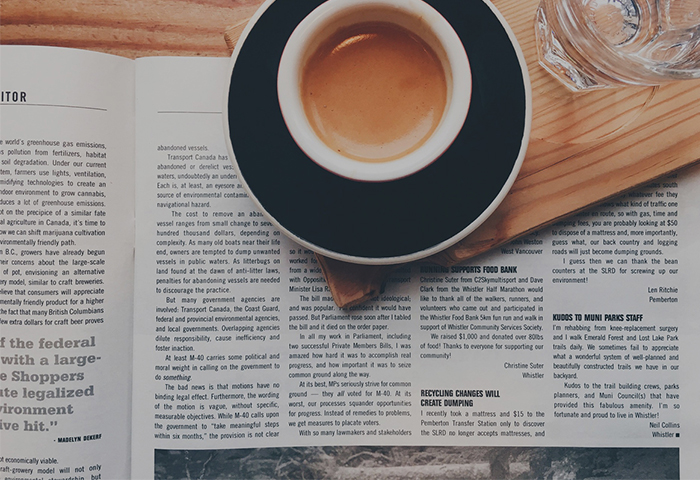 ITOR
e world's greenhouse gas emissions,
s pollution from fertilizers, habitat
soil degradation. Under our current
tem, farmers use lights, ventilation,
midifying technologies to create an
ndoor environment to grow cannabis,
duces a lot of greenhouse emissions.
ot on the precipice of a similar fate
al agriculture in Canada, it's time to
ow we can shift marijuana cultivation
vironmentally friendly path.
n B.C., growers have already begun
heir concerns about the large-scale
of pot, envisioning an alternative
ery model, similar to craft breweries.
elieve that consumers will appreciate
mentally friendly product for a higher
the fact that many British Columbians
few extra dollars for craft beer proves
of the federal
with a large-
e Shoppers
ute legalized
vironment
ive hit."
- MADELYN DEKERF
ot economically viable.
raft-growery model will not only
abandoned vessels.
Transport Canada has
abandoned or derelict ves
waters, undoubtedly an under
Each is, at least, an eyesore a
source of environmental contami
navigational hazard.
The cost to remove an aba
vessel ranges from small change to seve
hundred thousand dollars, depending on
complexity. As many old boats near their life
end, owners are tempted to dump unwanted
vessels in public waters. As litterbugs on
land found at the dawn of anti-litter laws,
penalties for abandoning vessels are needed
to discourage the practice.
But many government agencies are
involved: Transport Canada, the Coast Guard,
federal and provincial environmental agencies,
and local governments. Overlapping agencies
dilute responsibility, cause inefficiency and
foster inaction.
At least M-40 carries some political and
moral weight in calling on the government to
do something.
The bad news is that motions have no
binding legal effect. Furthermore, the wording
of the motion is vague, without specific,
measurable objectives. While M-40 calls upon
the government to "take meaningful steps
within six months," the provision is not clear
so it
worked
from a wide
with Opposit
Minister Lisa Ra
The bill ma ideological;
and was popular. I confident it would have
passed. But Parliament rose soon after I tabled
the bill and it died on the order paper.
In all my work in Parliament, including
two successful Private Members Bills, I was
amazed how hard it was to accomplish real
progress, and how important it was to seize
common ground along the way.
At its best, MPs seriously strive for common
ground — they all voted for M-40. At its
worst, our processes squander opportunities
for progress. Instead of remedies to problems,
we get measures to placate voters.
With so many lawmakers and stakeholders
Weston
West Vancouver
SUPPORTS FOOD BANK
Christine Suter from C2Skymultisport and Dave
Clark from the Whistler Half Marathon would
like to thank all of the walkers, runners, and
volunteers who came out and participated in
the Whistler Food Bank 5km fun run and walk in
support of Whistler Community Services Society.
We raised $1,000 and donated over 80lbs
of food! Thanks to everyone for supporting our
community!
Christine Suter
Whistler
RECYCLING CHANGES WILL
CREATE DUMPING
I recently took a mattress and $15 to the
Pemberton Transfer Station only to discover
the SLRD no longer accepts mattresses, and
south
fee they
what kind of traffic one
en route, so with gas, time and
dumping fees, you are probably looking at $50
to dispose of a mattress and, more importantly,
guess what, our back country and logging
roads will just become dumping grounds.
I guess then we can thank the bean
counters at the SLRD for screwing up our
environment!
Len Ritchie
Pemberton
KUDOS TO MUNI PARKS STAFF
I'm rehabbing from knee-replacement surgery
and I walk Emerald Forest and Lost Lake Park
trails daily. We sometimes fail to appreciate
what a wonderful system of well-planned and
beautifully constructed trails we have in our
backyard.
Kudos to the trail building crews, parks
planners, and Muni Council(s) that have
provided this fabulous amenity. I'm so
fortunate and proud to live in Whistler!
Neil Collins
Whistler